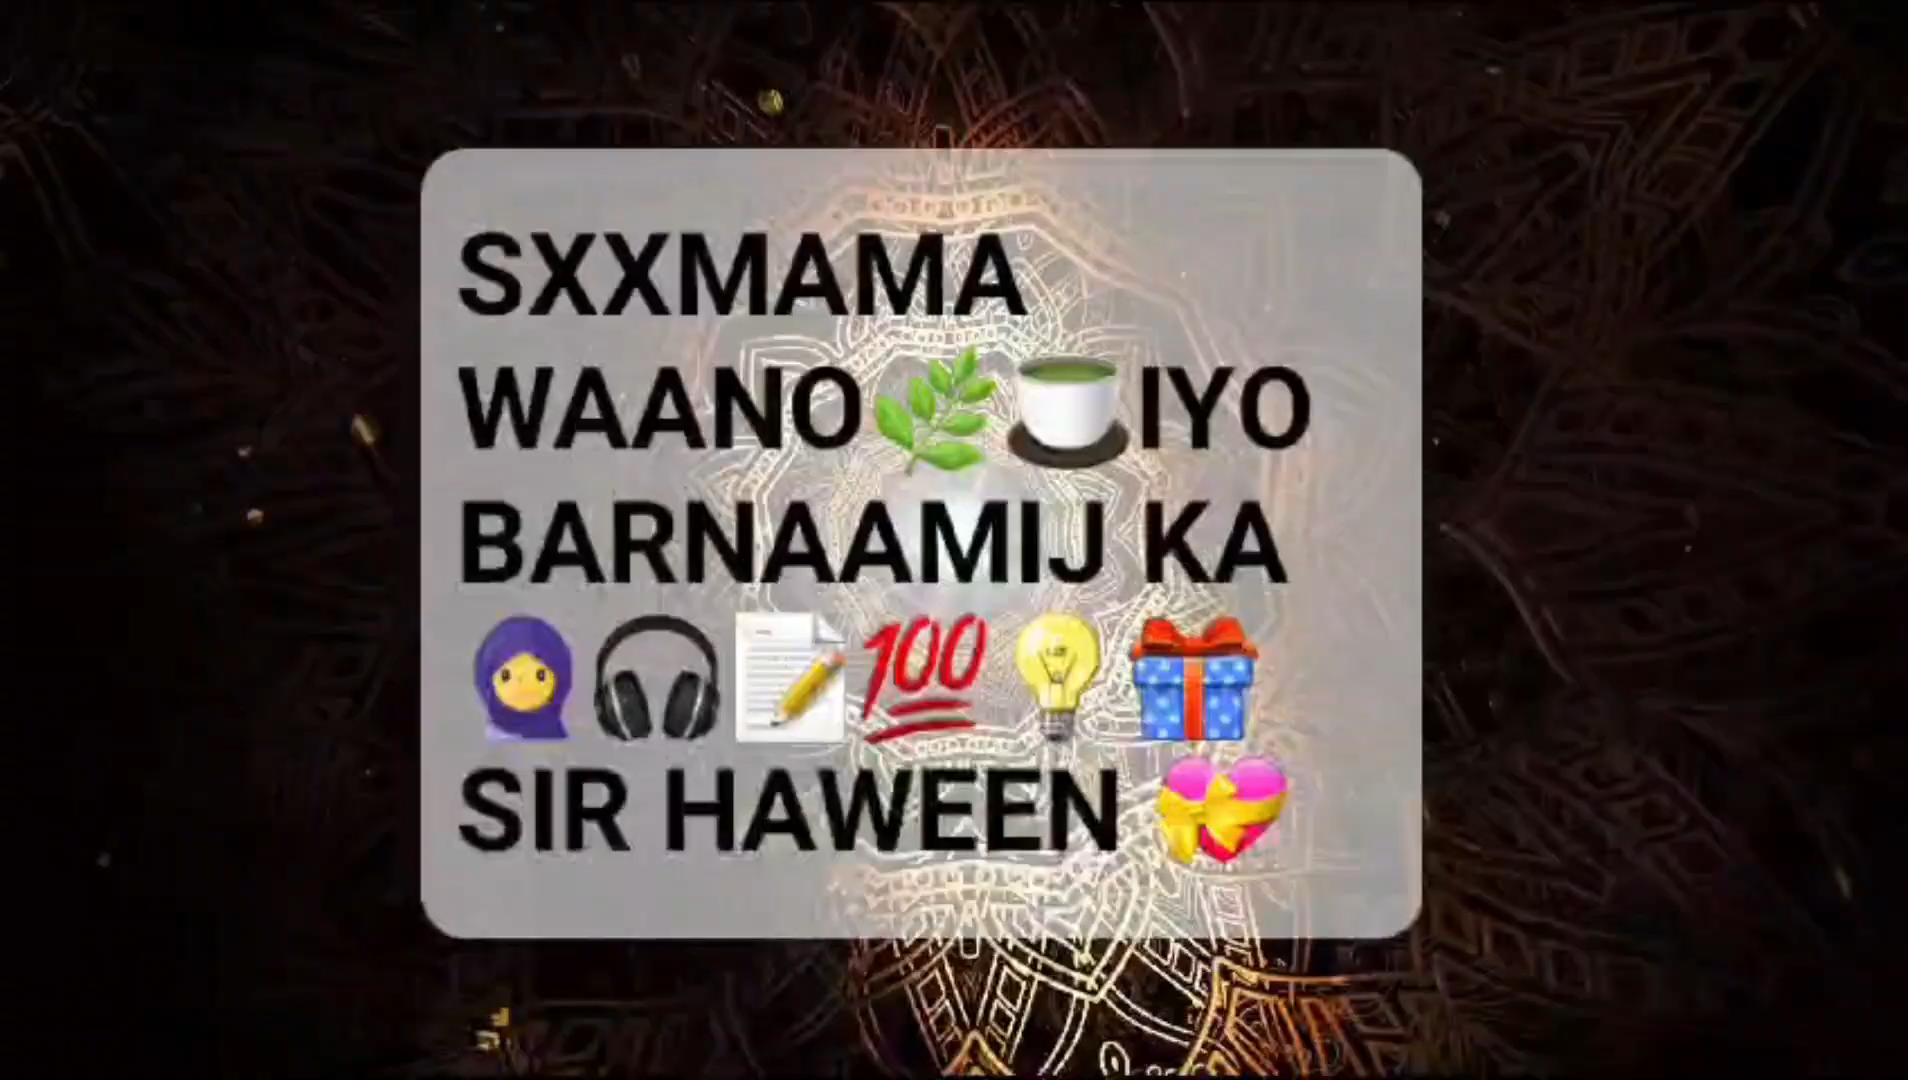 SXXMAMA
WAANO🌿🍵IYO
BARNAAMIJ KA
🧕🎧📝💯💡🎁
SIR HAWEEN 💝